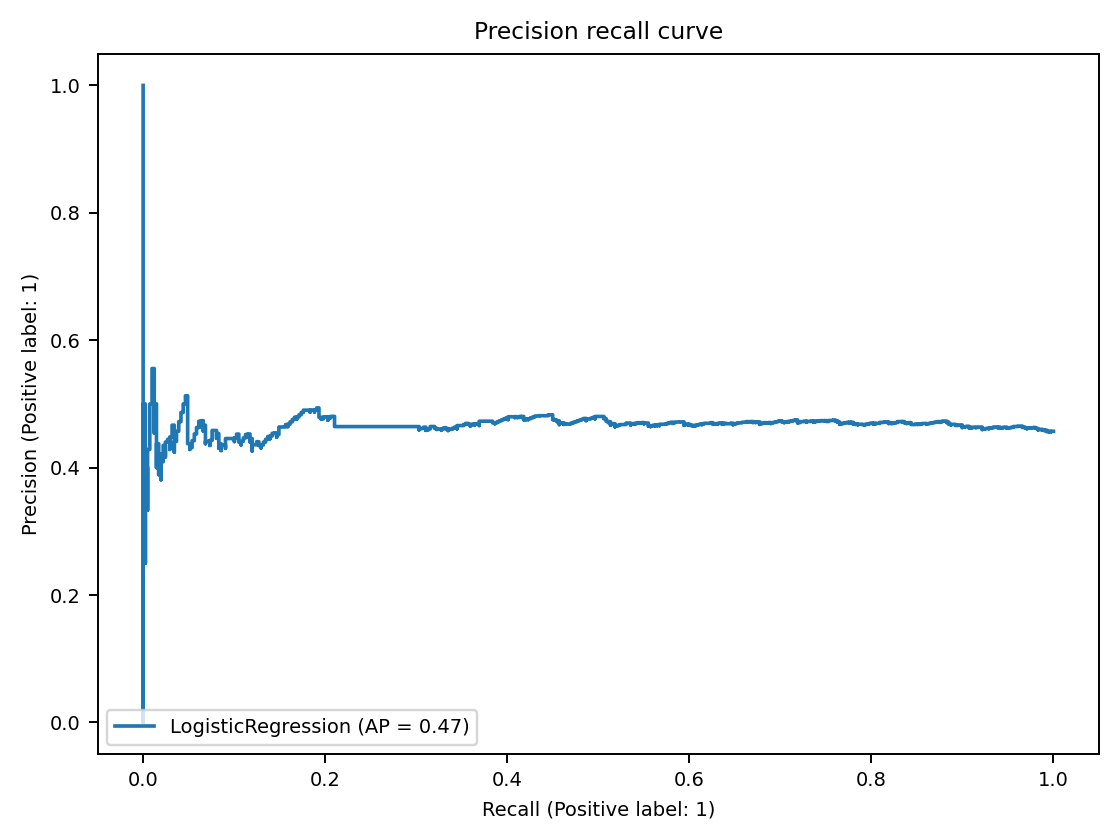 Precision recall curve
1.0
0.8
0.6
0.4
0.2
0.0
Precision (Positive label: 1)
LogisticRegression (AP = 0.47)
0.0 0.2 0.4 0.6 0.8 1.0
Recall (Positive label: 1)